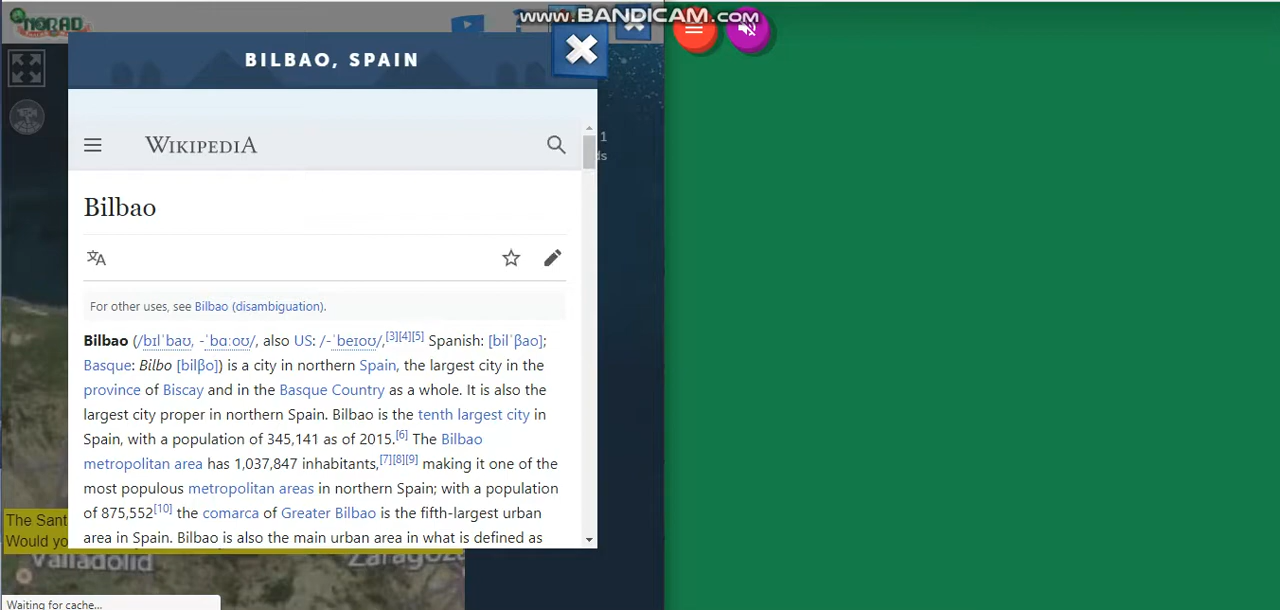 www.BANDICAM.com
NORAD
BILBAO, SPAIN
1
ds
WIKIPEDIA
Bilbao
For other uses, see Bilbao (disambiguation).
Bilbao (/bɪlˈbaʊ, -ˈbɑːoʊ/, also US: /-ˈbeɪoʊ/,[3][4][5] Spanish: [bilˈβao];
Basque: Bilbo [bilβo]) is a city in northern Spain, the largest city in the
province of Biscay and in the Basque Country as a whole. It is also the
largest city proper in northern Spain. Bilbao is the tenth largest city in
Spain, with a population of 345,141 as of 2015.[6] The Bilbao
metropolitan area has 1,037,847 inhabitants,[7][8][9] making it one of the
most populous metropolitan areas in northern Spain; with a population
of 875,552[10] the comarca of Greater Bilbao is the fifth-largest urban
area in Spain. Bilbao is also the main urban area in what is defined as
The Sant
Would yo
Valladolid
Zaragoza
Waiting for cache...